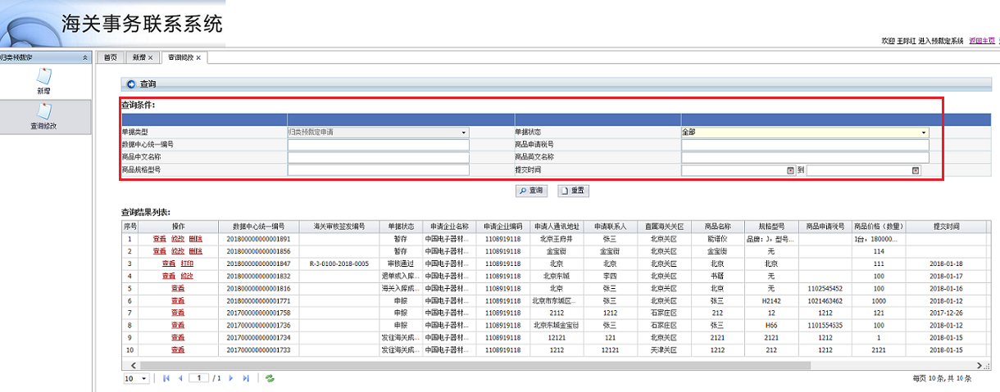 海关事务联系系统
欢迎 王晔红 进入预裁定系统 返回主页
归类预裁定 首页 新增 × 查询修改 ×
新增
查询修改
查询
查询条件:
单据类型 归类预裁定申请 单据状态 全部
数据中心统一编号 商品申请税号
商品中文名称 商品英文名称
商品规格型号 提交时间 到
查询 重置
查询结果列表:
序号 操作 数据中心统一编号 海关审核签发编号 单据状态 申请企业名称 申请企业编码 申请人通讯地址 申请联系人 直属海关关区 商品名称 规格型号 商品申请税号 商品价格(数量) 提交时间
1 查看 修改 删除 201800000000001891 暂存 中国电子器材... 1108919118 北京王府井 张三 北京关区 能谱仪 品牌:J,型号... 1台,180000...
2 查看 修改 删除 201800000000001856 暂存 中国电子器材... 1108919118 金宝街 金宝街 北京关区 金宝街 无 114
3 查看 打印 201800000000001847 R-3-0100-2018-0005 审核通过 中国电子器材... 1108919118 北京 北京 北京关区 北京 北京 111 2018-01-18
4 查看 修改 201800000000001832 退单或入库... 中国电子器材... 1108919118 北京东城 李四 北京关区 书籍 无 100 2018-01-17
5 查看 201800000000001816 海关入库成... 中国电子器材... 1108919118 北京 张三 北京关区 北京 无 1102545452 100 2018-01-16
6 查看 201800000000001771 申报 中国电子器材... 1108919118 北京市东城区... 张三 北京关区 张三 H2142 1021463462 1000 2018-01-12
7 查看 201700000000001758 申报 中国电子器材... 1108919118 2112 1212 石家庄区 212 12 1212 121 2017-12-26
8 查看 201700000000001736 申报 中国电子器材... 1108919118 北京东城金宝街 张三 石家庄区 张三 H66 1101554535 100 2018-01-12
9 查看 201700000000001734 发往海关成... 中国电子器材... 1108919118 12121 121 北京关区 2121 2121 1212 1 2018-01-15
10 查看 201700000000001733 发往海关成... 中国电子器材... 1108919118 1212 12121 天津关区 1212 212 1212 2121 2018-01-15
10 1 / 1 每页 10 条,共 10 条